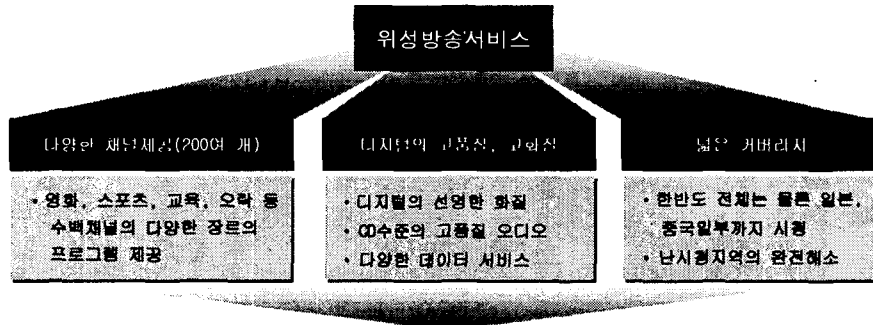 위성방송서비스
다양한 채널제공(200여 개)
디지털의 고품질, 고화질
넓은 커버리지
· 영화, 스포츠, 교육, 오락 등
수백채널의 다양한 장르의
프로그램 제공
· 디지털의 선명한 화질
· CD수준의 고품질 오디오
· 다양한 데이터 서비스
· 한반도 전체는 물론 일본,
중국일부까지 시청
· 난시청지역의 완전해소